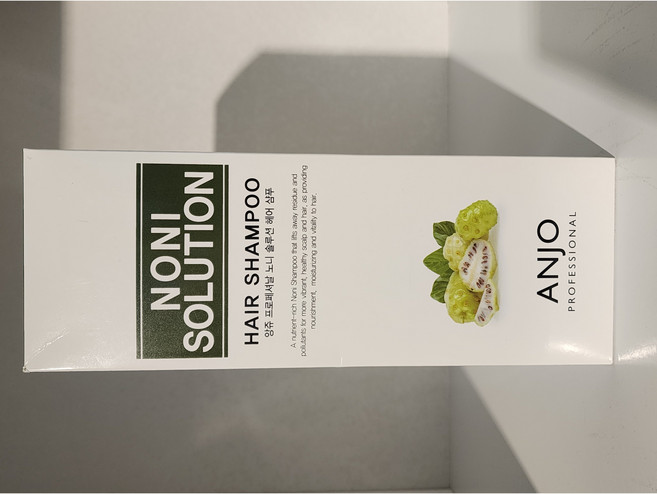 NONI
SOLUTION
HAIR SHAMPOO
앙쥬 프로페셔날 노니 솔루션 헤어 샴푸
A nutrient-rich Noni Shampoo that lifts away residue and
pollutants for more vibrant, healthy scalp and hair, as providing
nourishment, moisturizing and vitality to hair.
ANJO
PROFESSIONAL